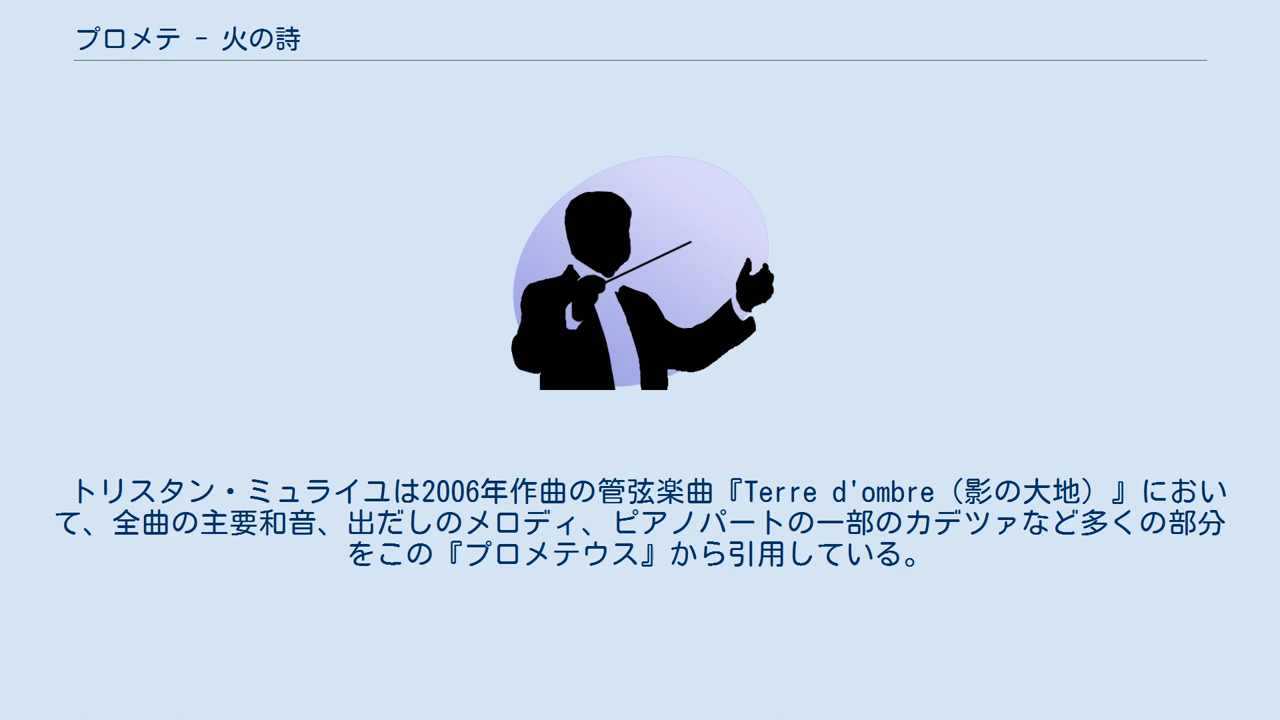 プロメテ - 火の詩
トリスタン・ミュライユは2006年作曲の管弦楽曲『Terre d'ombre（影の大地）』におい
て、全曲の主要和音、出だしのメロディ、ピアノパートの一部のカデツァなど多くの部分
をこの『プロメテウス』から引用している。